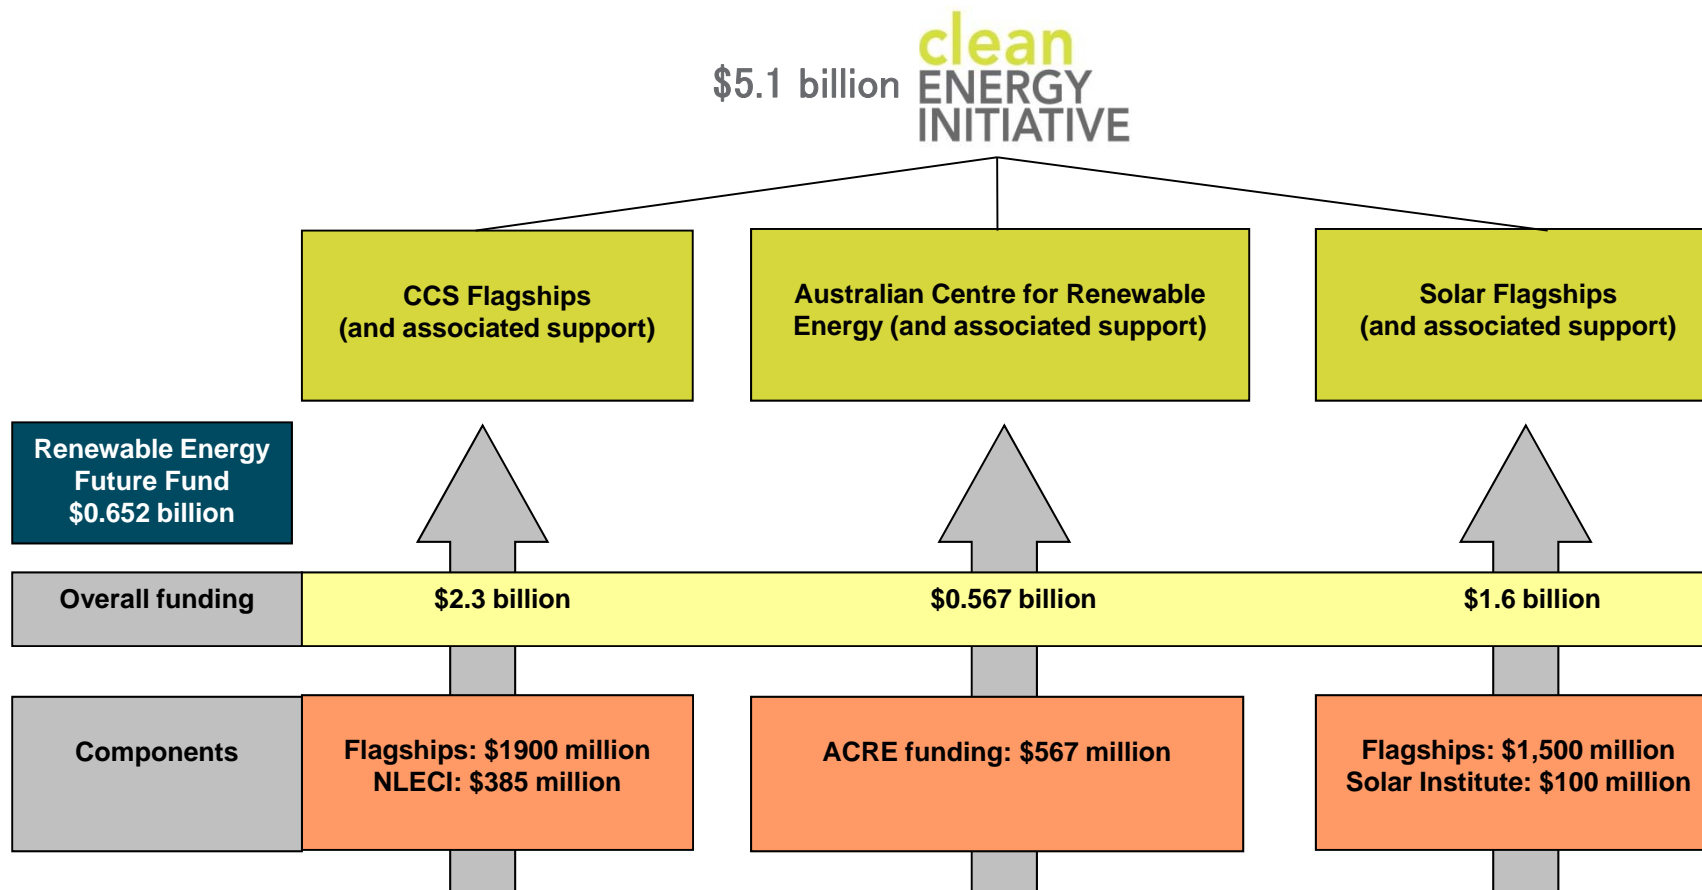 $5.1 billion
clean
ENERGY
INITIATIVE
CCS Flagships
(and associated support)
Australian Centre for Renewable
Energy (and associated support)
Solar Flagships
(and associated support)
Renewable Energy
Future Fund
$0.652 billion
Overall funding
$2.3 billion
$0.567 billion
$1.6 billion
Components
Flagships: $1900 million
NLECI: $385 million
ACRE funding: $567 million
Flagships: $1,500 million
Solar Institute: $100 million